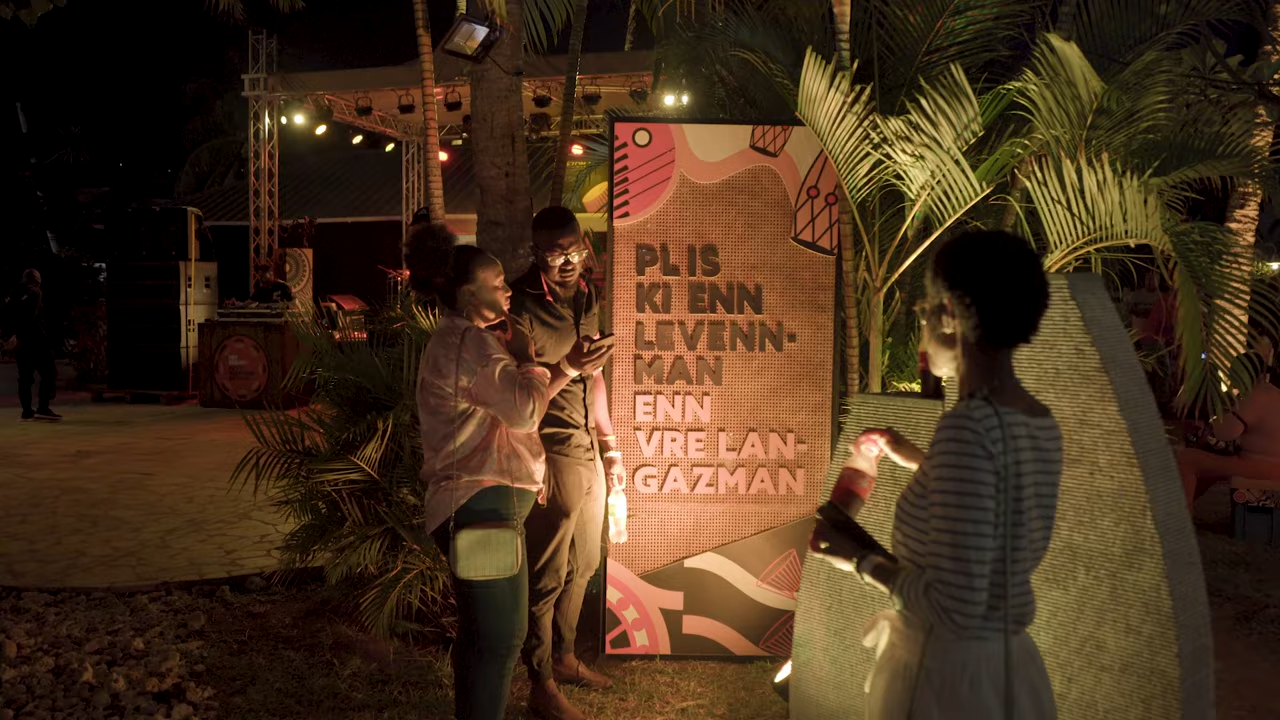 PLIS
KI ENN
LEVENN-
MAN
ENN
VRE LAN-
GAZMAN